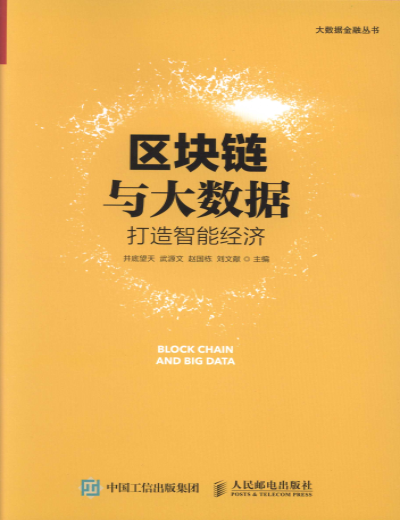 大数据金融丛书
区块链
与大数据
打造智能经济
井底望天 武源文 赵国栋 刘文献 ◇ 主编
BLOCK CHAIN
AND BIG DATA
中国工信出版集团 人民邮电出版社
POSTS & TELECOM PRESS